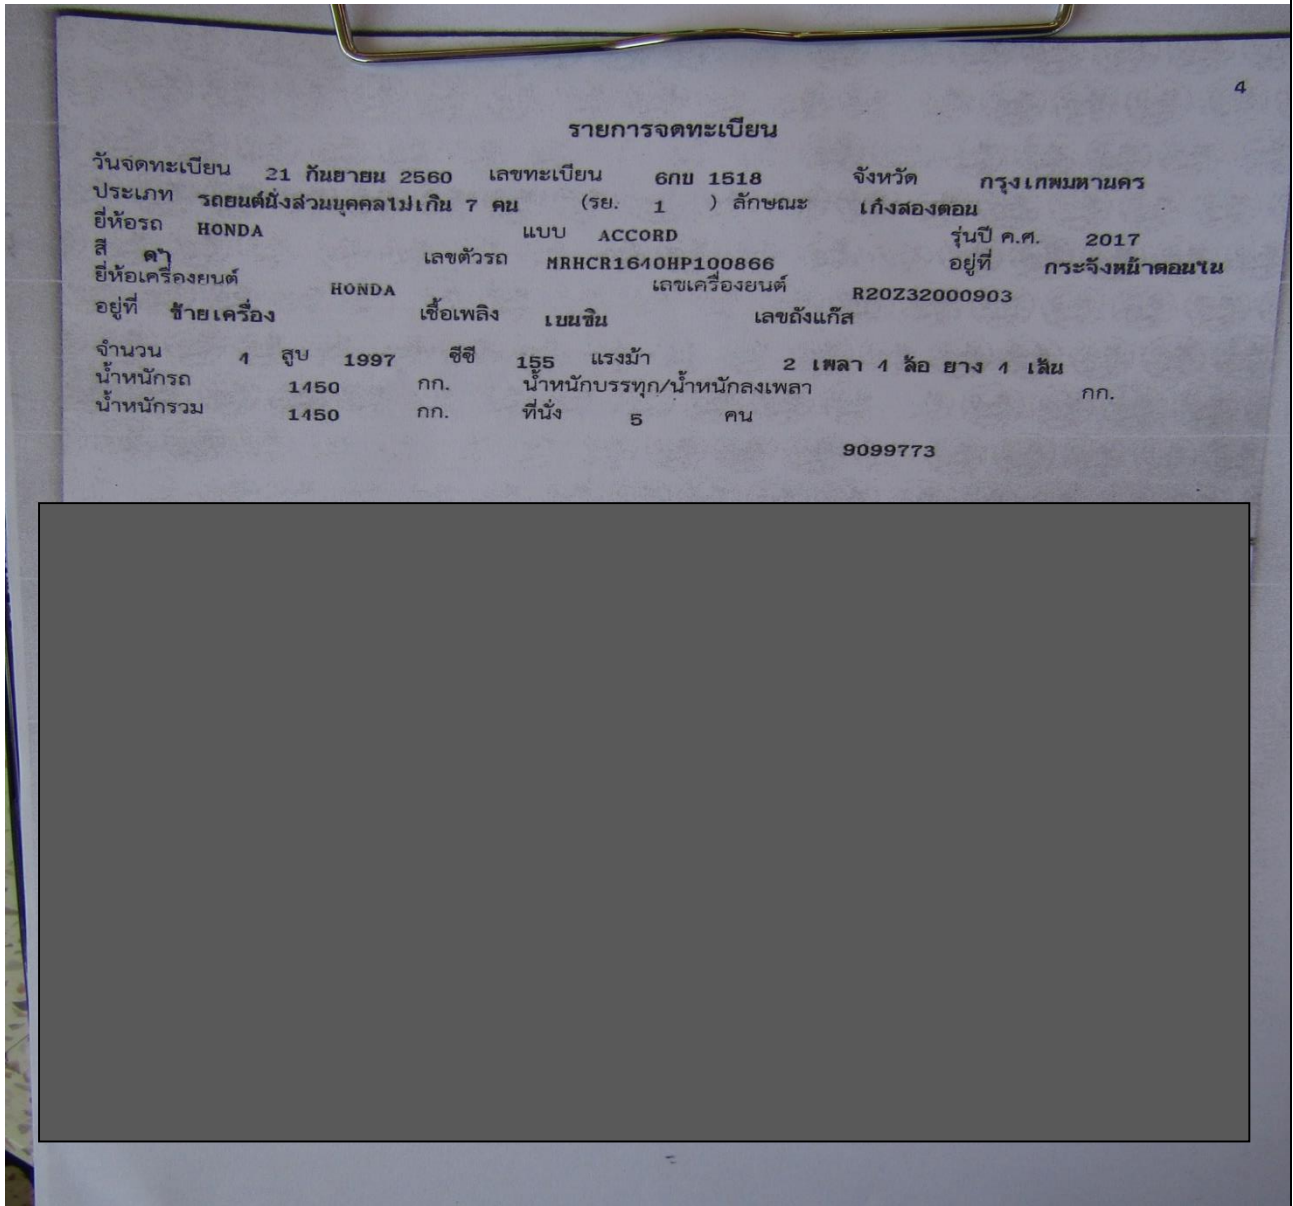 4
รายการจดทะเบียน
วันจดทะเบียน 21 กันยายน 2560 เลขทะเบียน 6กข 1518 จังหวัด กรุงเทพมหานคร
ประเภท รถยนต์นั่งส่วนบุคคลไม่เกิน 7 คน (รย. 1 ) ลักษณะ เก๋งสองตอน
ยี่ห้อรถ HONDA แบบ ACCORD รุ่นปี ค.ศ. 2017
สี ดำ เลขตัวรถ MRHCR1640HP100866 อยู่ที่ กระจังหน้าตอนใน
ยี่ห้อเครื่องยนต์ HONDA เลขเครื่องยนต์ R20Z32000903
อยู่ที่ ซ้ายเครื่อง เชื้อเพลิง เบนซิน เลขถังแก๊ส
จำนวน 4 สูบ 1997 ซีซี 155 แรงม้า 2 เพลา 4 ล้อ ยาง 4 เส้น
น้ำหนักรถ 1450 กก. น้ำหนักบรรทุก/น้ำหนักลงเพลา กก.
น้ำหนักรวม 1450 กก. ที่นั่ง 5 คน
9099773